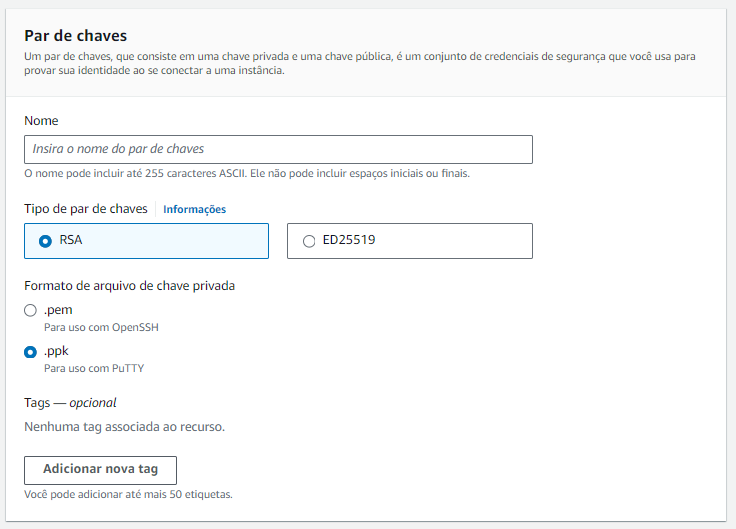 Par de chaves
Um par de chaves, que consiste em uma chave privada e uma chave pública, é um conjunto de credenciais de segurança que você usa para
provar sua identidade ao se conectar a uma instância.
Nome
Insira o nome do par de chaves
O nome pode incluir até 255 caracteres ASCII. Ele não pode incluir espaços iniciais ou finais.
Tipo de par de chaves Informações
RSA ED25519
Formato de arquivo de chave privada
.pem
Para uso com OpenSSH
.ppk
Para uso com PuTTY
Tags — opcional
Nenhuma tag associada ao recurso.
Adicionar nova tag
Você pode adicionar até mais 50 etiquetas.